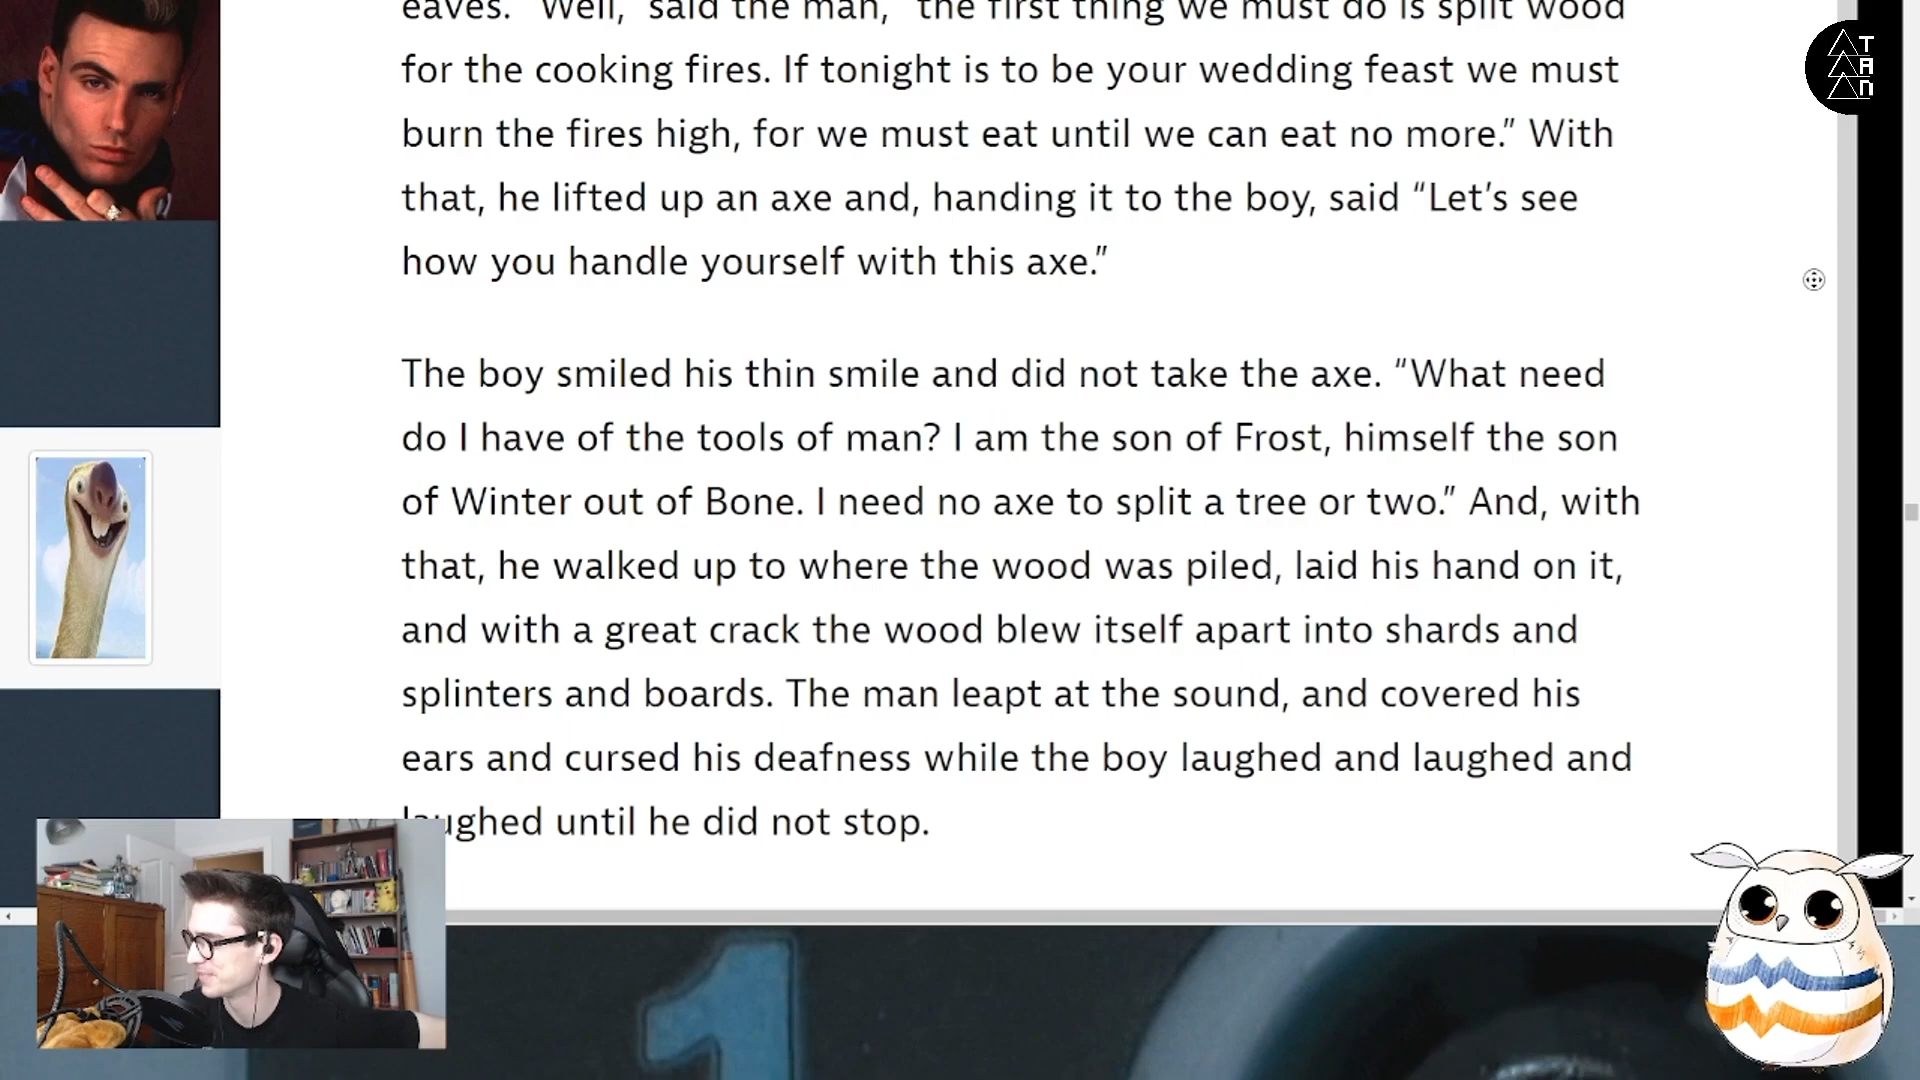 eaves. "Well," said the man, "the first thing we must do is split wood
for the cooking fires. If tonight is to be your wedding feast we must
burn the fires high, for we must eat until we can eat no more.” With
that, he lifted up an axe and, handing it to the boy, said “Let’s see
how you handle yourself with this axe.”
The boy smiled his thin smile and did not take the axe. “What need
do I have of the tools of man? I am the son of Frost, himself the son
of Winter out of Bone. I need no axe to split a tree or two.” And, with
that, he walked up to where the wood was piled, laid his hand on it,
and with a great crack the wood blew itself apart into shards and
splinters and boards. The man leapt at the sound, and covered his
ears and cursed his deafness while the boy laughed and laughed and
laughed until he did not stop.
TAN
1